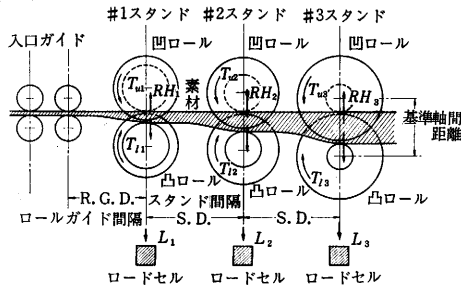 #1スタンド #2スタンド #3スタンド
入口ガイド
凹ロール 凹ロール 凹ロール
素材
Tu1 RH1 Tu2 RH2 Tu3 RH3
基準軸間
距離
Tl1 Tl2 Tl3
凸ロール 凸ロール 凸ロール
R.G.D. スタンド間隔
ロールガイド間隔 S.D. S.D.
L1 L2 L3
ロードセル ロードセル ロードセル